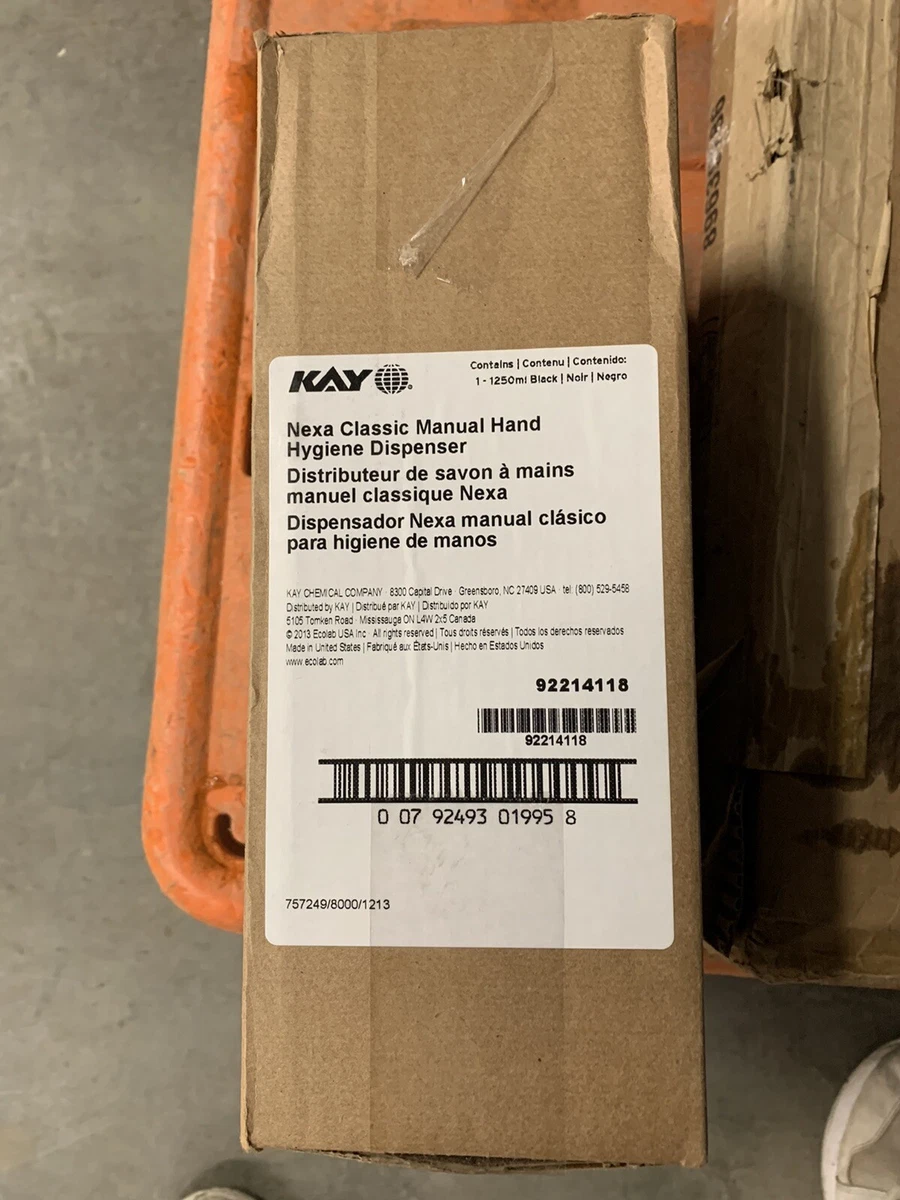 KAY
Contains | Contenu | Contenido:
1 - 1250ml Black | Noir | Negro
Nexa Classic Manual Hand
Hygiene Dispenser
Distributeur de savon à mains
manuel classique Nexa
Dispensador Nexa manual clásico
para higiene de manos
KAY CHEMICAL COMPANY · 8300 Capital Drive · Greensboro, NC 27409 USA · tel: (800) 529-5458
Distributed by KAY | Distribué par KAY | Distribuido por KAY
5105 Tomken Road · Mississauga ON L4W 2x5 Canada
© 2013 Ecolab USA Inc · All rights reserved | Tous droits réservés | Todos los derechos reservados
Made in United States | Fabriqué aux États-Unis | Hecho en Estados Unidos
www.ecolab.com
92214118
92214118
0 07 92493 01995 8
757249/8000/1213